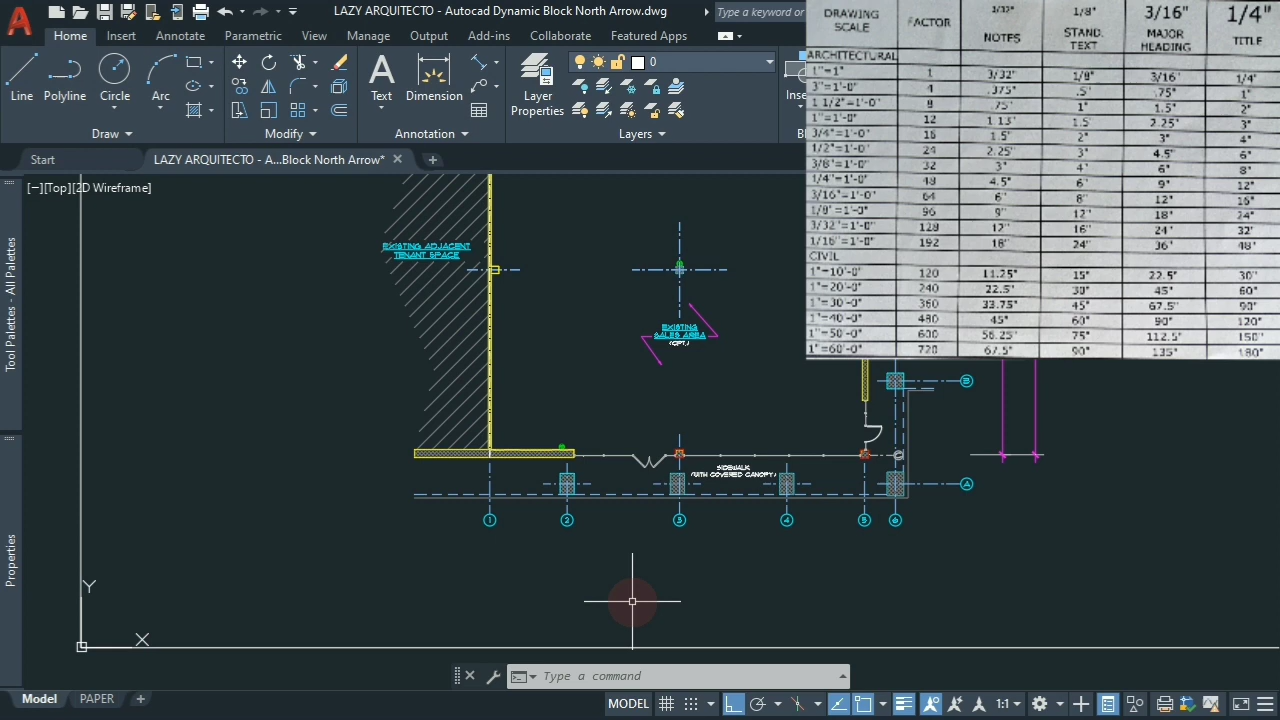 LAZY ARQUITECTO - Autocad Dynamic Block North Arrow.dwg
Type a keyword or
Home Insert Annotate Parametric View Manage Output Add-ins Collaborate Featured Apps
Line Polyline Circle Arc
Draw
Modify
Text Dimension
Annotation
Layer Properties
0
Layers
Start
LAZY ARQUITECTO - A...Block North Arrow*
[−][Top][2D Wireframe]
Tool Palettes - All Palettes
Properties
DRAWING SCALE FACTOR 3/32" NOTES 1/8" STAND. TEXT 3/16" MAJOR HEADING 1/4" TITLE
ARCHITECTURAL
1"=1" 1 3/32" 1/8" 3/16" 1/4"
3"=1'-0" 4 .375" .5" .75" 1"
1 1/2"=1'-0" 8 .75" 1" 1.5" 2"
1"=1'-0" 12 1.13" 1.5" 2.25" 3"
3/4"=1'-0" 16 1.5" 2" 3" 4"
1/2"=1'-0" 24 2.25" 3" 4.5" 6"
3/8"=1'-0" 32 3" 4" 6" 8"
1/4"=1'-0" 48 4.5" 6" 9" 12"
3/16"=1'-0" 64 6" 8" 12" 16"
1/8"=1'-0" 96 9" 12" 18" 24"
3/32"=1'-0" 128 12" 16" 24" 32"
1/16"=1'-0" 192 18" 24" 36" 48"
CIVIL
1"=10'-0" 120 11.25" 15" 22.5" 30"
1"=20'-0" 240 22.5" 30" 45" 60"
1"=30'-0" 360 33.75" 45" 67.5" 90"
1"=40'-0" 480 45" 60" 90" 120"
1"=50'-0" 600 56.25" 75" 112.5" 150"
1"=60'-0" 720 67.5" 90" 135" 180"
EXISTING ADJACENT
TENANT SPACE
EXISTING
SALES AREA
SIDEWALK
(WITH COVERED CANOPY)
B
A
1 2 3 4 5 6
Y
X
Type a command
Model PAPER
MODEL 1:1